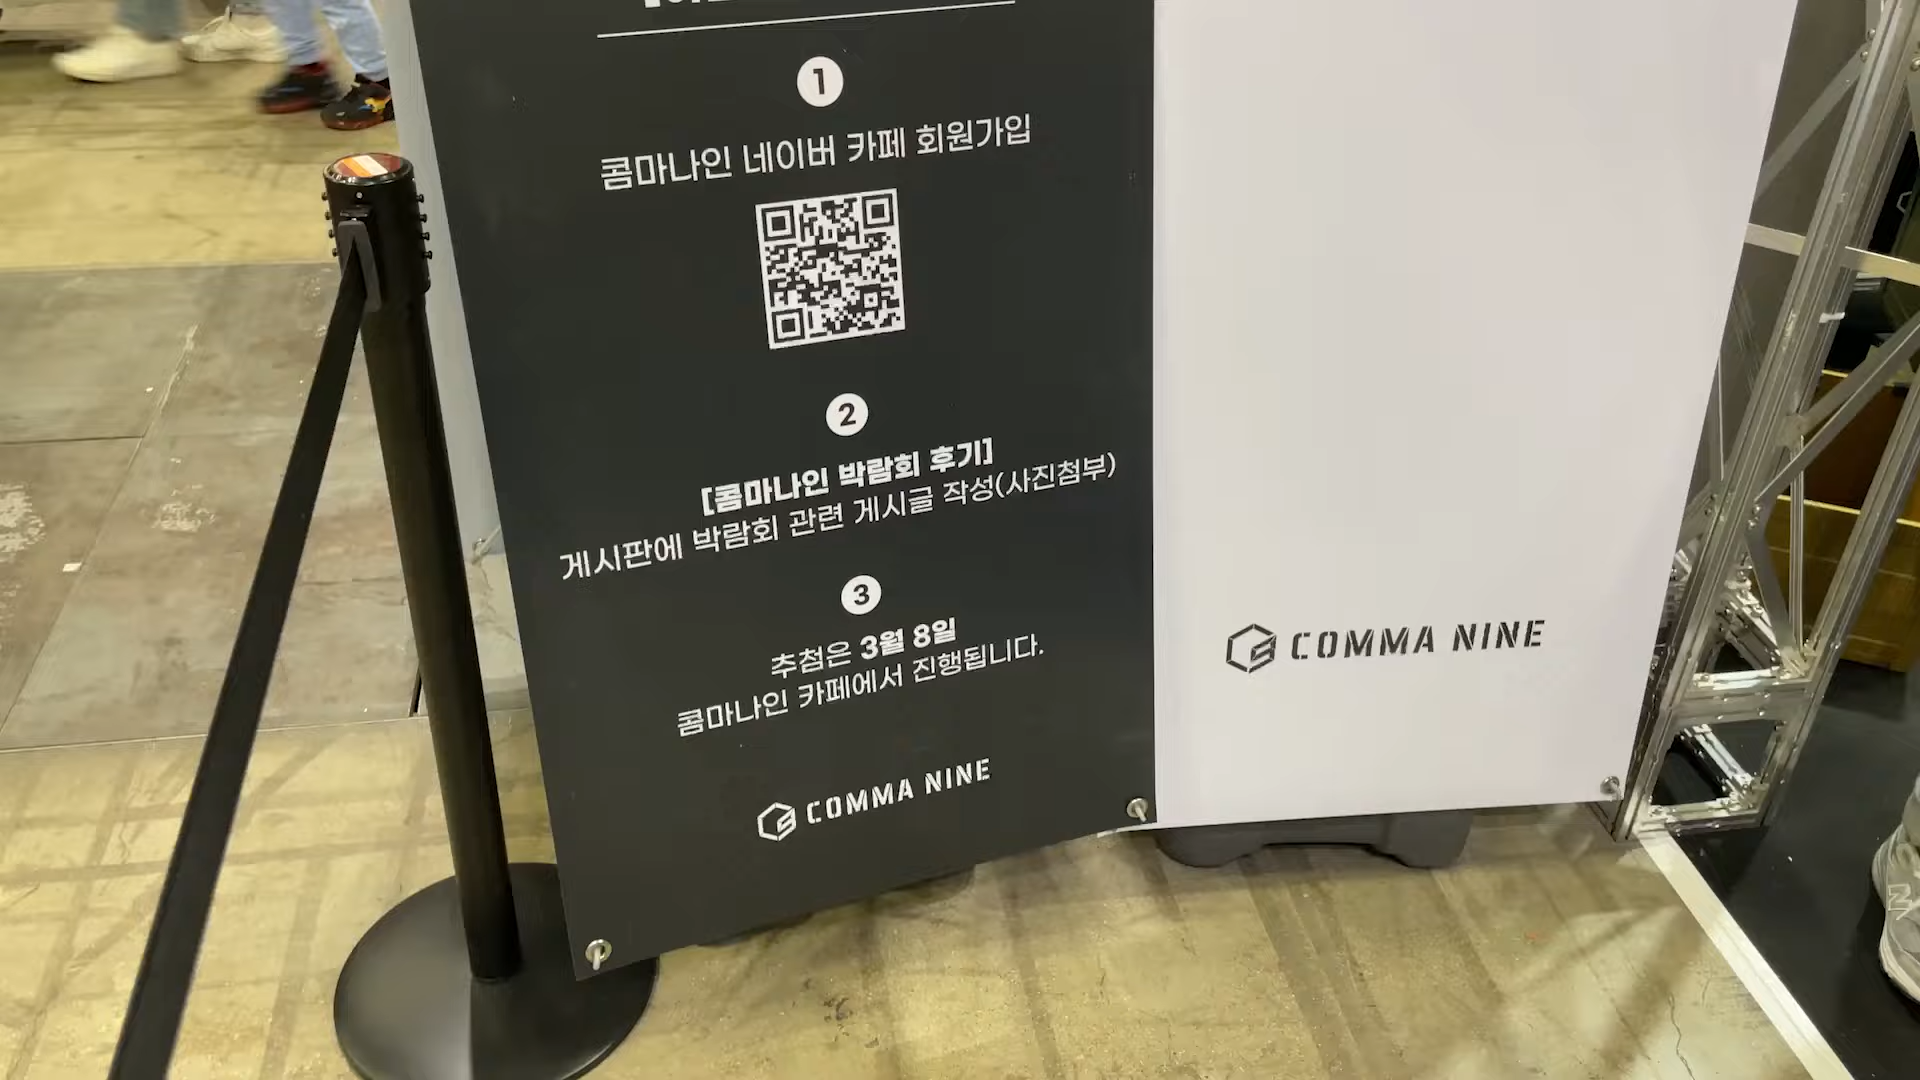 1
콤마나인 네이버 카페 회원가입
2
[콤마나인 박람회 후기]
게시판에 박람회 관련 게시글 작성(사진첨부)
3
추첨은 3월 8일
콤마나인 카페에서 진행됩니다.
COMMA NINE
COMMA NINE